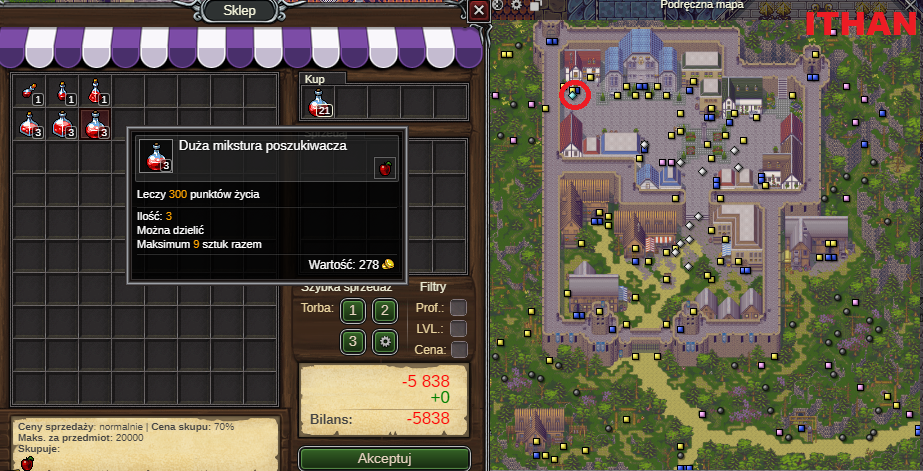 Sklep
Podręczna mapa
ITHAN
Kup
1
1
1
21
3
3
3
Duża mikstura poszukiwacza
3
Leczy 300 punktów życia
Ilość: 3
Można dzielić
Maksimum 9 sztuk razem
Wartość: 278
Szybka sprzedaż
Filtry
Torba:
1
2
Prof.:
LVL.:
3
Cena:
-5 838
+0
Bilans: -5838
Ceny sprzedaży: normalnie | Cena skupu: 70%
Maks. za przedmiot: 20000
Skupuje:
Akceptuj